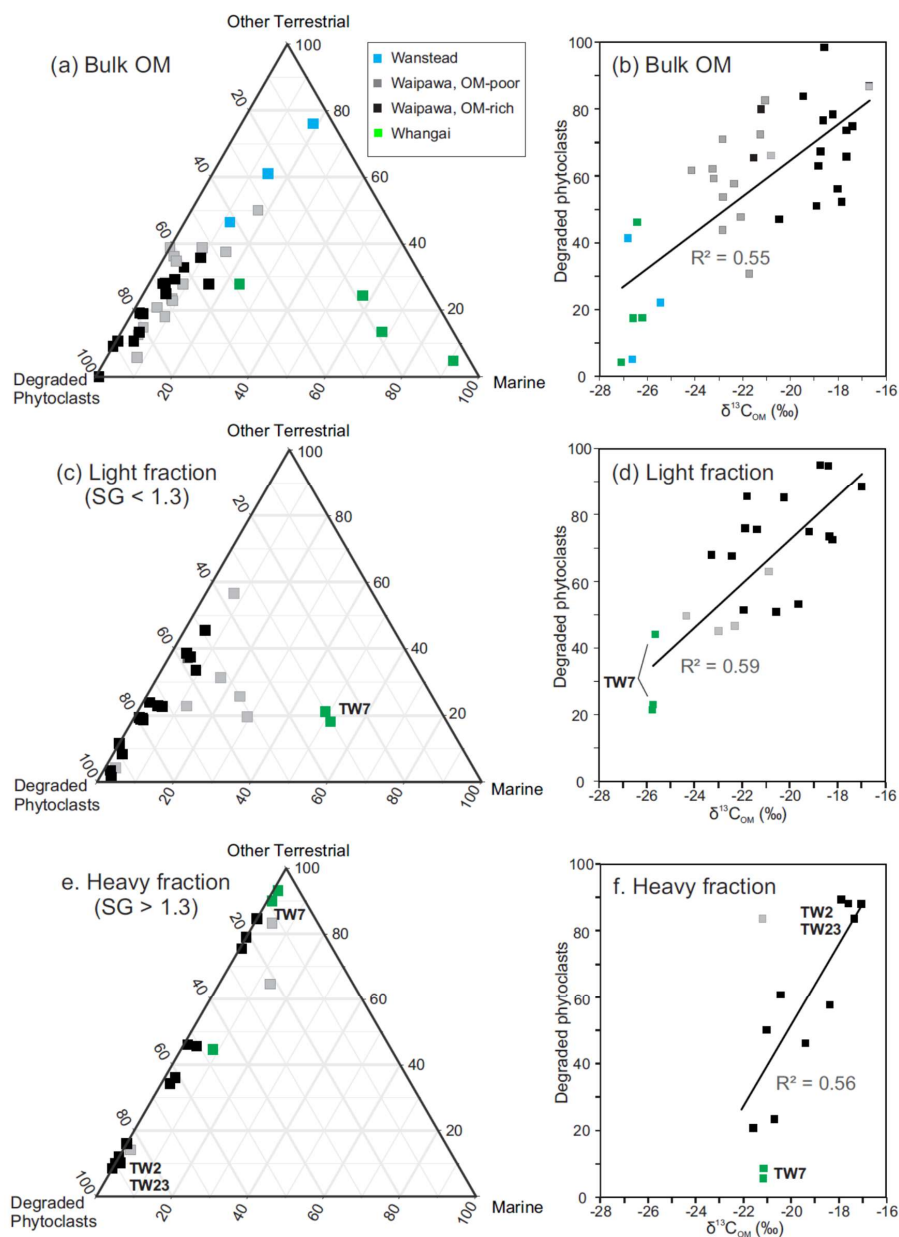 Other Terrestrial
(a) Bulk OM
100
80
60
40
20
20
40
60
80
100
Degraded
Phytoclasts
20
40
60
80
100
Marine
Wanstead
Waipawa, OM-poor
Waipawa, OM-rich
Whangai
(b) Bulk OM
Degraded phytoclasts
100
80
60
40
20
0
R² = 0.55
-28 -26 -24 -22 -20 -18 -16
δ¹³C_OM (‰)
Other Terrestrial
(c) Light fraction
(SG < 1.3)
100
80
60
40
20
20
40
60
80
100
TW7
Degraded
Phytoclasts
20
40
60
80
100
Marine
(d) Light fraction
Degraded phytoclasts
100
80
60
40
20
0
TW7
R² = 0.59
-28 -26 -24 -22 -20 -18 -16
δ¹³C_OM (‰)
Other Terrestrial
e. Heavy fraction
(SG > 1.3)
100
80
60
40
20
20
40
60
80
100
TW7
TW2
TW23
Degraded
Phytoclasts
20
40
60
80
100
Marine
f. Heavy fraction
Degraded phytoclasts
100
80
60
40
20
0
TW2
TW23
R² = 0.56
TW7
-28 -26 -24 -22 -20 -18 -16
δ¹³C_OM (‰)